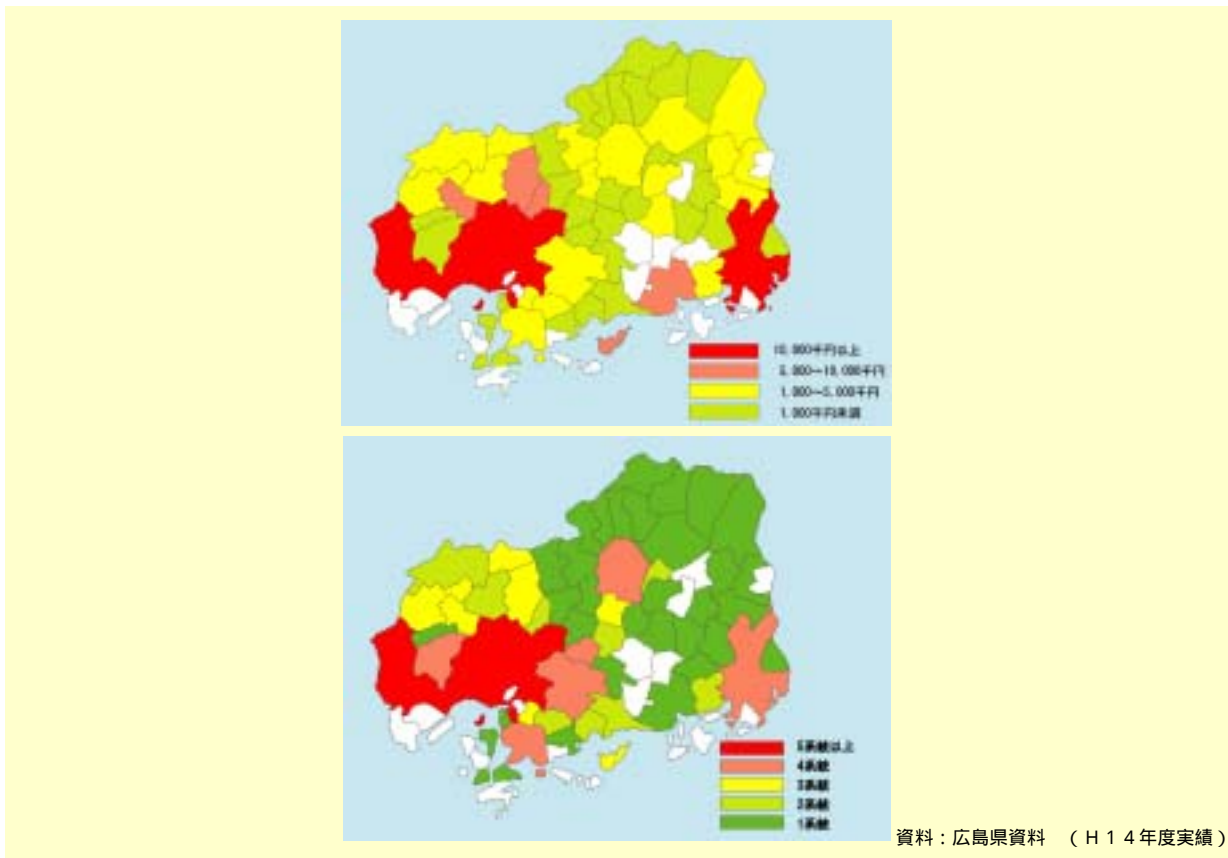 10,000千円以上
5,000～10,000千円
1,000～5,000千円
1,000千円未満
5系統以上
4系統
3系統
2系統
1系統
資料：広島県資料　（Ｈ１４年度実績）